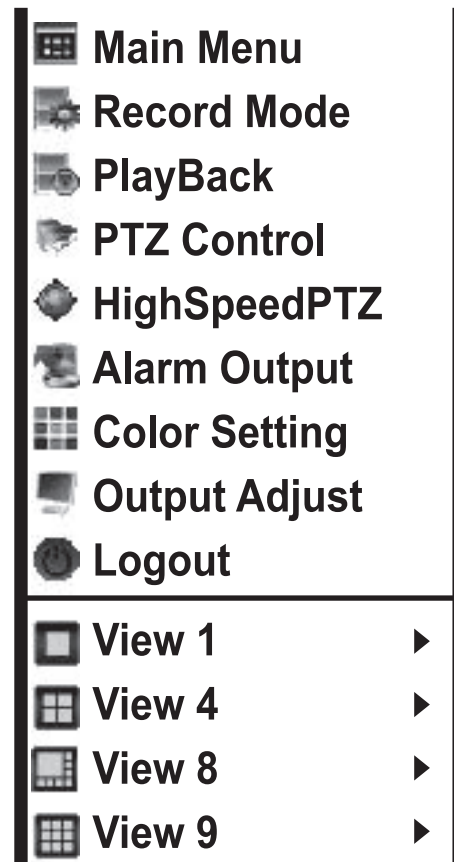 Main Menu
Record Mode
PlayBack
PTZ Control
HighSpeedPTZ
Alarm Output
Color Setting
Output Adjust
Logout
View 1
View 4
View 8
View 9